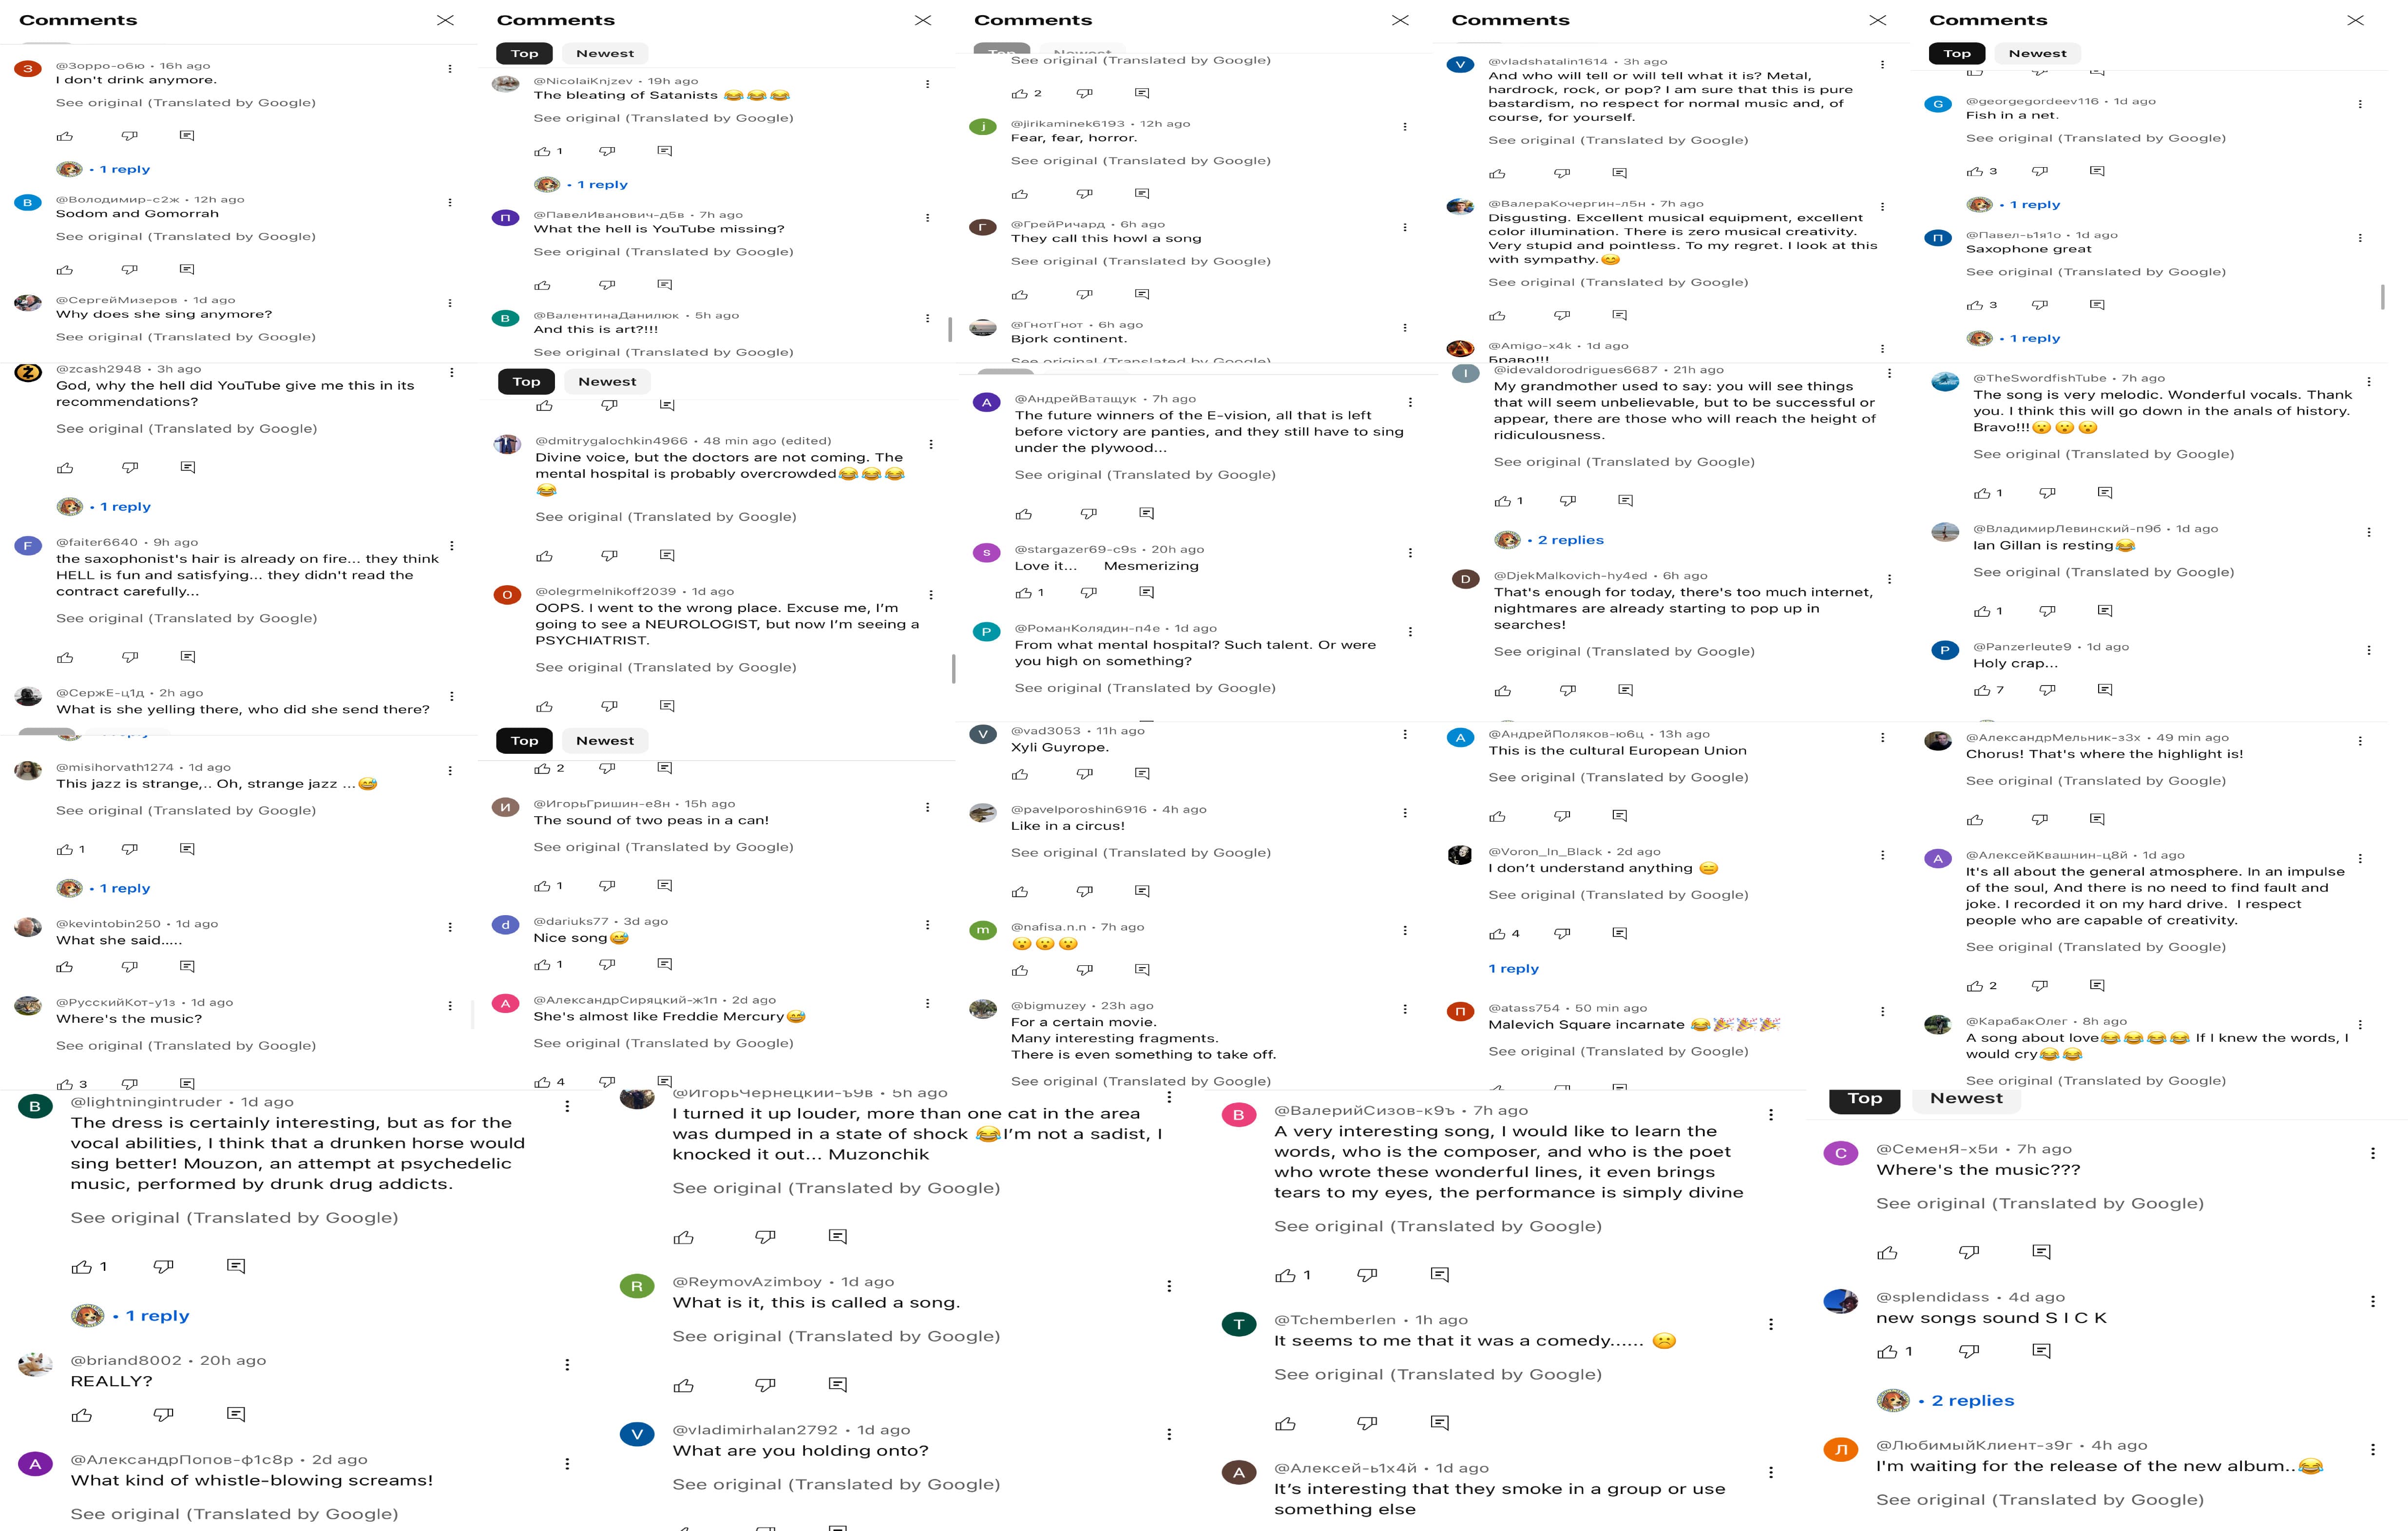 Comments
@Зорро-о6ю • 16h ago
I don't drink anymore.
See original (Translated by Google)
• 1 reply
@Володимир-с2ж • 12h ago
Sodom and Gomorrah
See original (Translated by Google)
@СергейМизеров • 1d ago
Why does she sing anymore?
See original (Translated by Google)
Comments
Top Newest
@NicolaiKnjzev • 19h ago
The bleating of Satanists 😂😂😂
See original (Translated by Google)
1
• 1 reply
@ПавелИванович-д5в • 7h ago
What the hell is YouTube missing?
See original (Translated by Google)
@ВалентинаДанилюк • 5h ago
And this is art?!!!
See original (Translated by Google)
Comments
Top Newest
See original (Translated by Google)
2
@jirikaminek6193 • 12h ago
Fear, fear, horror.
See original (Translated by Google)
@ГрейРичард • 6h ago
They call this howl a song
See original (Translated by Google)
@ГнотГнот • 6h ago
Bjork continent.
See original (Translated by Google)
Comments
@vladshatalin1614 • 3h ago
And who will tell or will tell what it is? Metal,
hardrock, rock, or pop? I am sure that this is pure
bastardism, no respect for normal music and, of
course, for yourself.
See original (Translated by Google)
@ВалераКочергин-л5н • 7h ago
Disgusting. Excellent musical equipment, excellent
color illumination. There is zero musical creativity.
Very stupid and pointless. To my regret. I look at this
with sympathy.😊
See original (Translated by Google)
@Amigo-x4k • 1d ago
Браво!!!
Comments
Top Newest
@georgegordeev116 • 1d ago
Fish in a net.
See original (Translated by Google)
3
• 1 reply
@Павел-ь1я1о • 1d ago
Saxophone great
See original (Translated by Google)
3
• 1 reply
@zcash2948 • 3h ago
God, why the hell did YouTube give me this in its
recommendations?
See original (Translated by Google)
• 1 reply
@faiter6640 • 9h ago
the saxophonist's hair is already on fire... they think
HELL is fun and satisfying... they didn't read the
contract carefully...
See original (Translated by Google)
@СержЕ-ц1д • 2h ago
What is she yelling there, who did she send there?
Top Newest
@dmitrygalochkin4966 • 48 min ago (edited)
Divine voice, but the doctors are not coming. The
mental hospital is probably overcrowded😂😂😂
😂
See original (Translated by Google)
@olegrmelnikoff2039 • 1d ago
OOPS. I went to the wrong place. Excuse me, I’m
going to see a NEUROLOGIST, but now I’m seeing a
PSYCHIATRIST.
See original (Translated by Google)
@АндрейВатащук • 7h ago
The future winners of the E-vision, all that is left
before victory are panties, and they still have to sing
under the plywood...
See original (Translated by Google)
@stargazer69-c9s • 20h ago
Love it... Mesmerizing
1
@РоманКолядин-п4е • 1d ago
From what mental hospital? Such talent. Or were
you high on something?
See original (Translated by Google)
@idevaldorodrigues6687 • 21h ago
My grandmother used to say: you will see things
that will seem unbelievable, but to be successful or
appear, there are those who will reach the height of
ridiculousness.
See original (Translated by Google)
1
• 2 replies
@DjekMalkovich-hy4ed • 6h ago
That's enough for today, there's too much internet,
nightmares are already starting to pop up in
searches!
See original (Translated by Google)
@TheSwordfishTube • 7h ago
The song is very melodic. Wonderful vocals. Thank
you. I think this will go down in the anals of history.
Bravo!!!😮😮😮
See original (Translated by Google)
1
@ВладимирЛевинский-п9б • 1d ago
Ian Gillan is resting😂
See original (Translated by Google)
1
@Panzerleute9 • 1d ago
Holy crap...
7
@misihorvath1274 • 1d ago
This jazz is strange,.. Oh, strange jazz ...😅
See original (Translated by Google)
1
• 1 reply
@kevintobin250 • 1d ago
What she said.....
@РусскийКот-у1з • 1d ago
Where's the music?
See original (Translated by Google)
3
Top Newest
2
@ИгорьГришин-е8н • 15h ago
The sound of two peas in a can!
See original (Translated by Google)
1
@dariuks77 • 3d ago
Nice song😅
1
@АлександрСиряцкий-ж1п • 2d ago
She's almost like Freddie Mercury😅
See original (Translated by Google)
4
@vad3053 • 11h ago
Xyli Guyrope.
@pavelporoshin6916 • 4h ago
Like in a circus!
See original (Translated by Google)
@nafisa.n.n • 7h ago
😮😮😮
@bigmuzey • 23h ago
For a certain movie.
Many interesting fragments.
There is even something to take off.
See original (Translated by Google)
@АндрейПоляков-ю6ц • 13h ago
This is the cultural European Union
See original (Translated by Google)
@Voron_In_Black • 2d ago
I don’t understand anything 😑
See original (Translated by Google)
4
1 reply
@atass754 • 50 min ago
Malevich Square incarnate 😂🎉🎉🎉
See original (Translated by Google)
@АлександрМельник-з3х • 49 min ago
Chorus! That's where the highlight is!
See original (Translated by Google)
@АлексейКвашнин-ц8й • 1d ago
It's all about the general atmosphere. In an impulse
of the soul, And there is no need to find fault and
joke. I recorded it on my hard drive. I respect
people who are capable of creativity.
See original (Translated by Google)
2
@КарабакОлег • 8h ago
A song about love😂😂😂😂 If I knew the words, I
would cry😂😂
See original (Translated by Google)
@lightningintruder • 1d ago
The dress is certainly interesting, but as for the
vocal abilities, I think that a drunken horse would
sing better! Mouzon, an attempt at psychedelic
music, performed by drunk drug addicts.
See original (Translated by Google)
1
• 1 reply
@briand8002 • 20h ago
REALLY?
@АлександрПопов-ф1с8р • 2d ago
What kind of whistle-blowing screams!
See original (Translated by Google)
@ИгорьЧернецкий-ъ9в • 5h ago
I turned it up louder, more than one cat in the area
was dumped in a state of shock 😂I’m not a sadist, I
knocked it out... Muzonchik
See original (Translated by Google)
@ReymovAzimboy • 1d ago
What is it, this is called a song.
See original (Translated by Google)
@vladimirhalan2792 • 1d ago
What are you holding onto?
See original (Translated by Google)
@ВалерийСизов-к9ъ • 7h ago
A very interesting song, I would like to learn the
words, who is the composer, and who is the poet
who wrote these wonderful lines, it even brings
tears to my eyes, the performance is simply divine
See original (Translated by Google)
1
@Tchemberlen • 1h ago
It seems to me that it was a comedy...... ☹️
See original (Translated by Google)
@Алексей-ь1х4й • 1d ago
It’s interesting that they smoke in a group or use
something else
Top Newest
@СеменЯ-х5и • 7h ago
Where's the music???
See original (Translated by Google)
@splendidass • 4d ago
new songs sound S I C K
1
• 2 replies
@ЛюбимыйКлиент-з9г • 4h ago
I'm waiting for the release of the new album..😂
See original (Translated by Google)